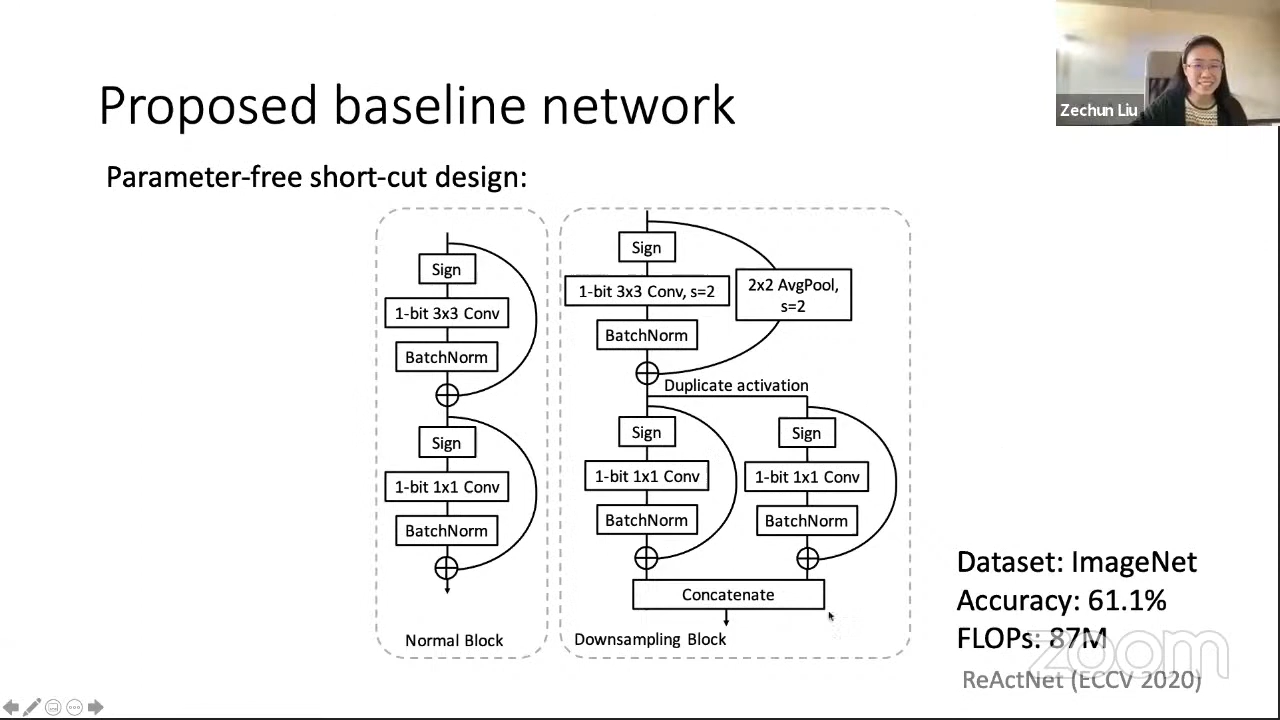 Proposed baseline network
Zechun Liu
Parameter-free short-cut design:
Sign
1-bit 3x3 Conv
BatchNorm
Sign
1-bit 1x1 Conv
BatchNorm
Normal Block
Sign
1-bit 3x3 Conv, s=2
BatchNorm
2x2 AvgPool,
s=2
Duplicate activation
Sign
1-bit 1x1 Conv
BatchNorm
Sign
1-bit 1x1 Conv
BatchNorm
Concatenate
Downsampling Block
Dataset: ImageNet
Accuracy: 61.1%
FLOPs: 87M
zoom
ReActNet (ECCV 2020)